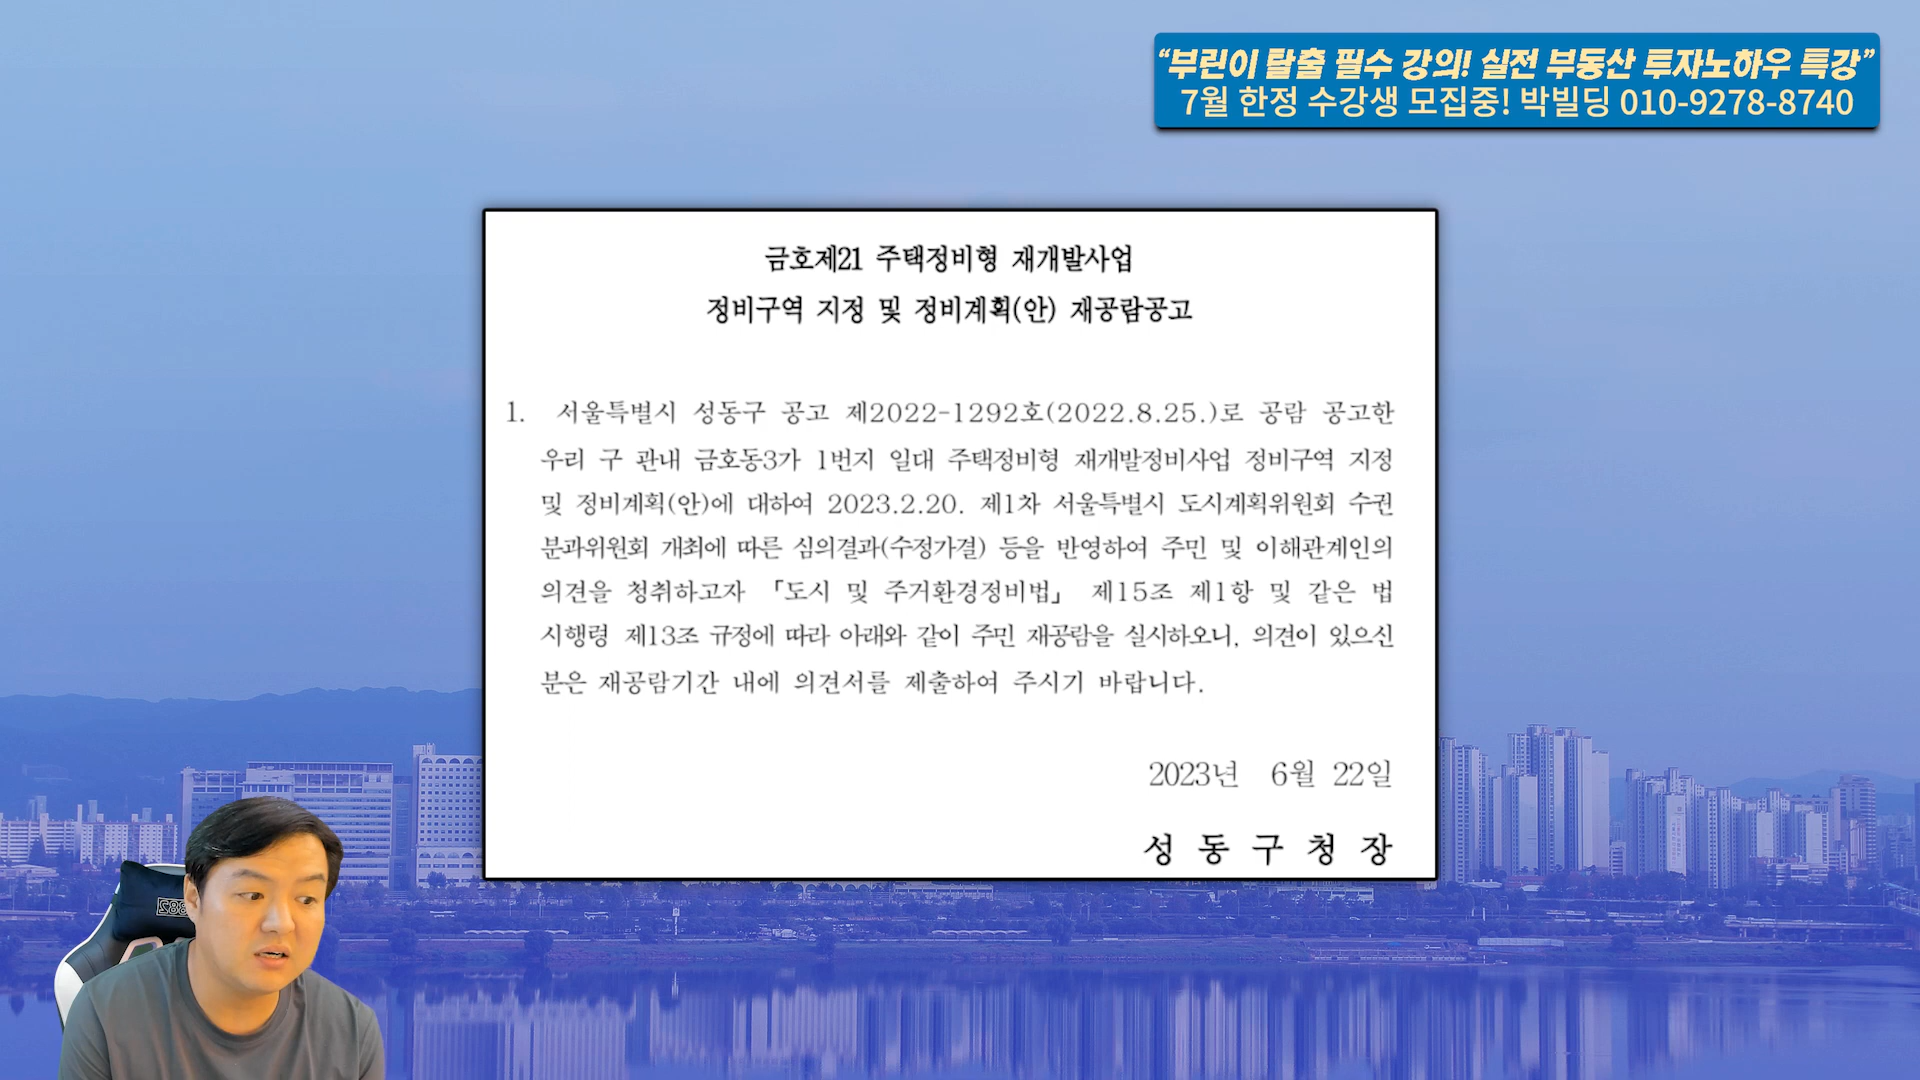 “부린이 탈출 필수 강의! 실전 부동산 투자노하우 특강”
7월 한정 수강생 모집중! 박빌딩 010-9278-8740
금호제21 주택정비형 재개발사업
정비구역 지정 및 정비계획(안) 재공람공고
1. 서울특별시 성동구 공고 제2022-1292호(2022.8.25.)로 공람 공고한
우리 구 관내 금호동3가 1번지 일대 주택정비형 재개발정비사업 정비구역 지정
및 정비계획(안)에 대하여 2023.2.20. 제1차 서울특별시 도시계획위원회 수권
분과위원회 개최에 따른 심의결과(수정가결) 등을 반영하여 주민 및 이해관계인의
의견을 청취하고자 「도시 및 주거환경정비법」 제15조 제1항 및 같은 법
시행령 제13조 규정에 따라 아래와 같이 주민 재공람을 실시하오니, 의견이 있으신
분은 재공람기간 내에 의견서를 제출하여 주시기 바랍니다.
2023년 6월 22일
성동구청장